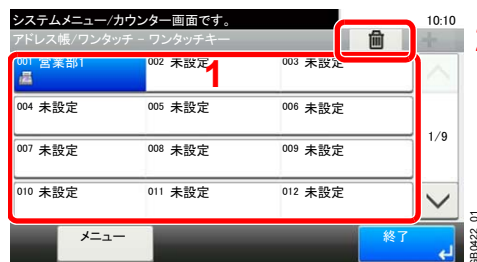 システムメニュー/カウンター画面です。
10:10
アドレス帳/ワンタッチ - ワンタッチキー
001 営業部1 002 未設定 003 未設定
1
004 未設定 005 未設定 006 未設定
1/9
007 未設定 008 未設定 009 未設定
010 未設定 011 未設定 012 未設定
メニュー 終了